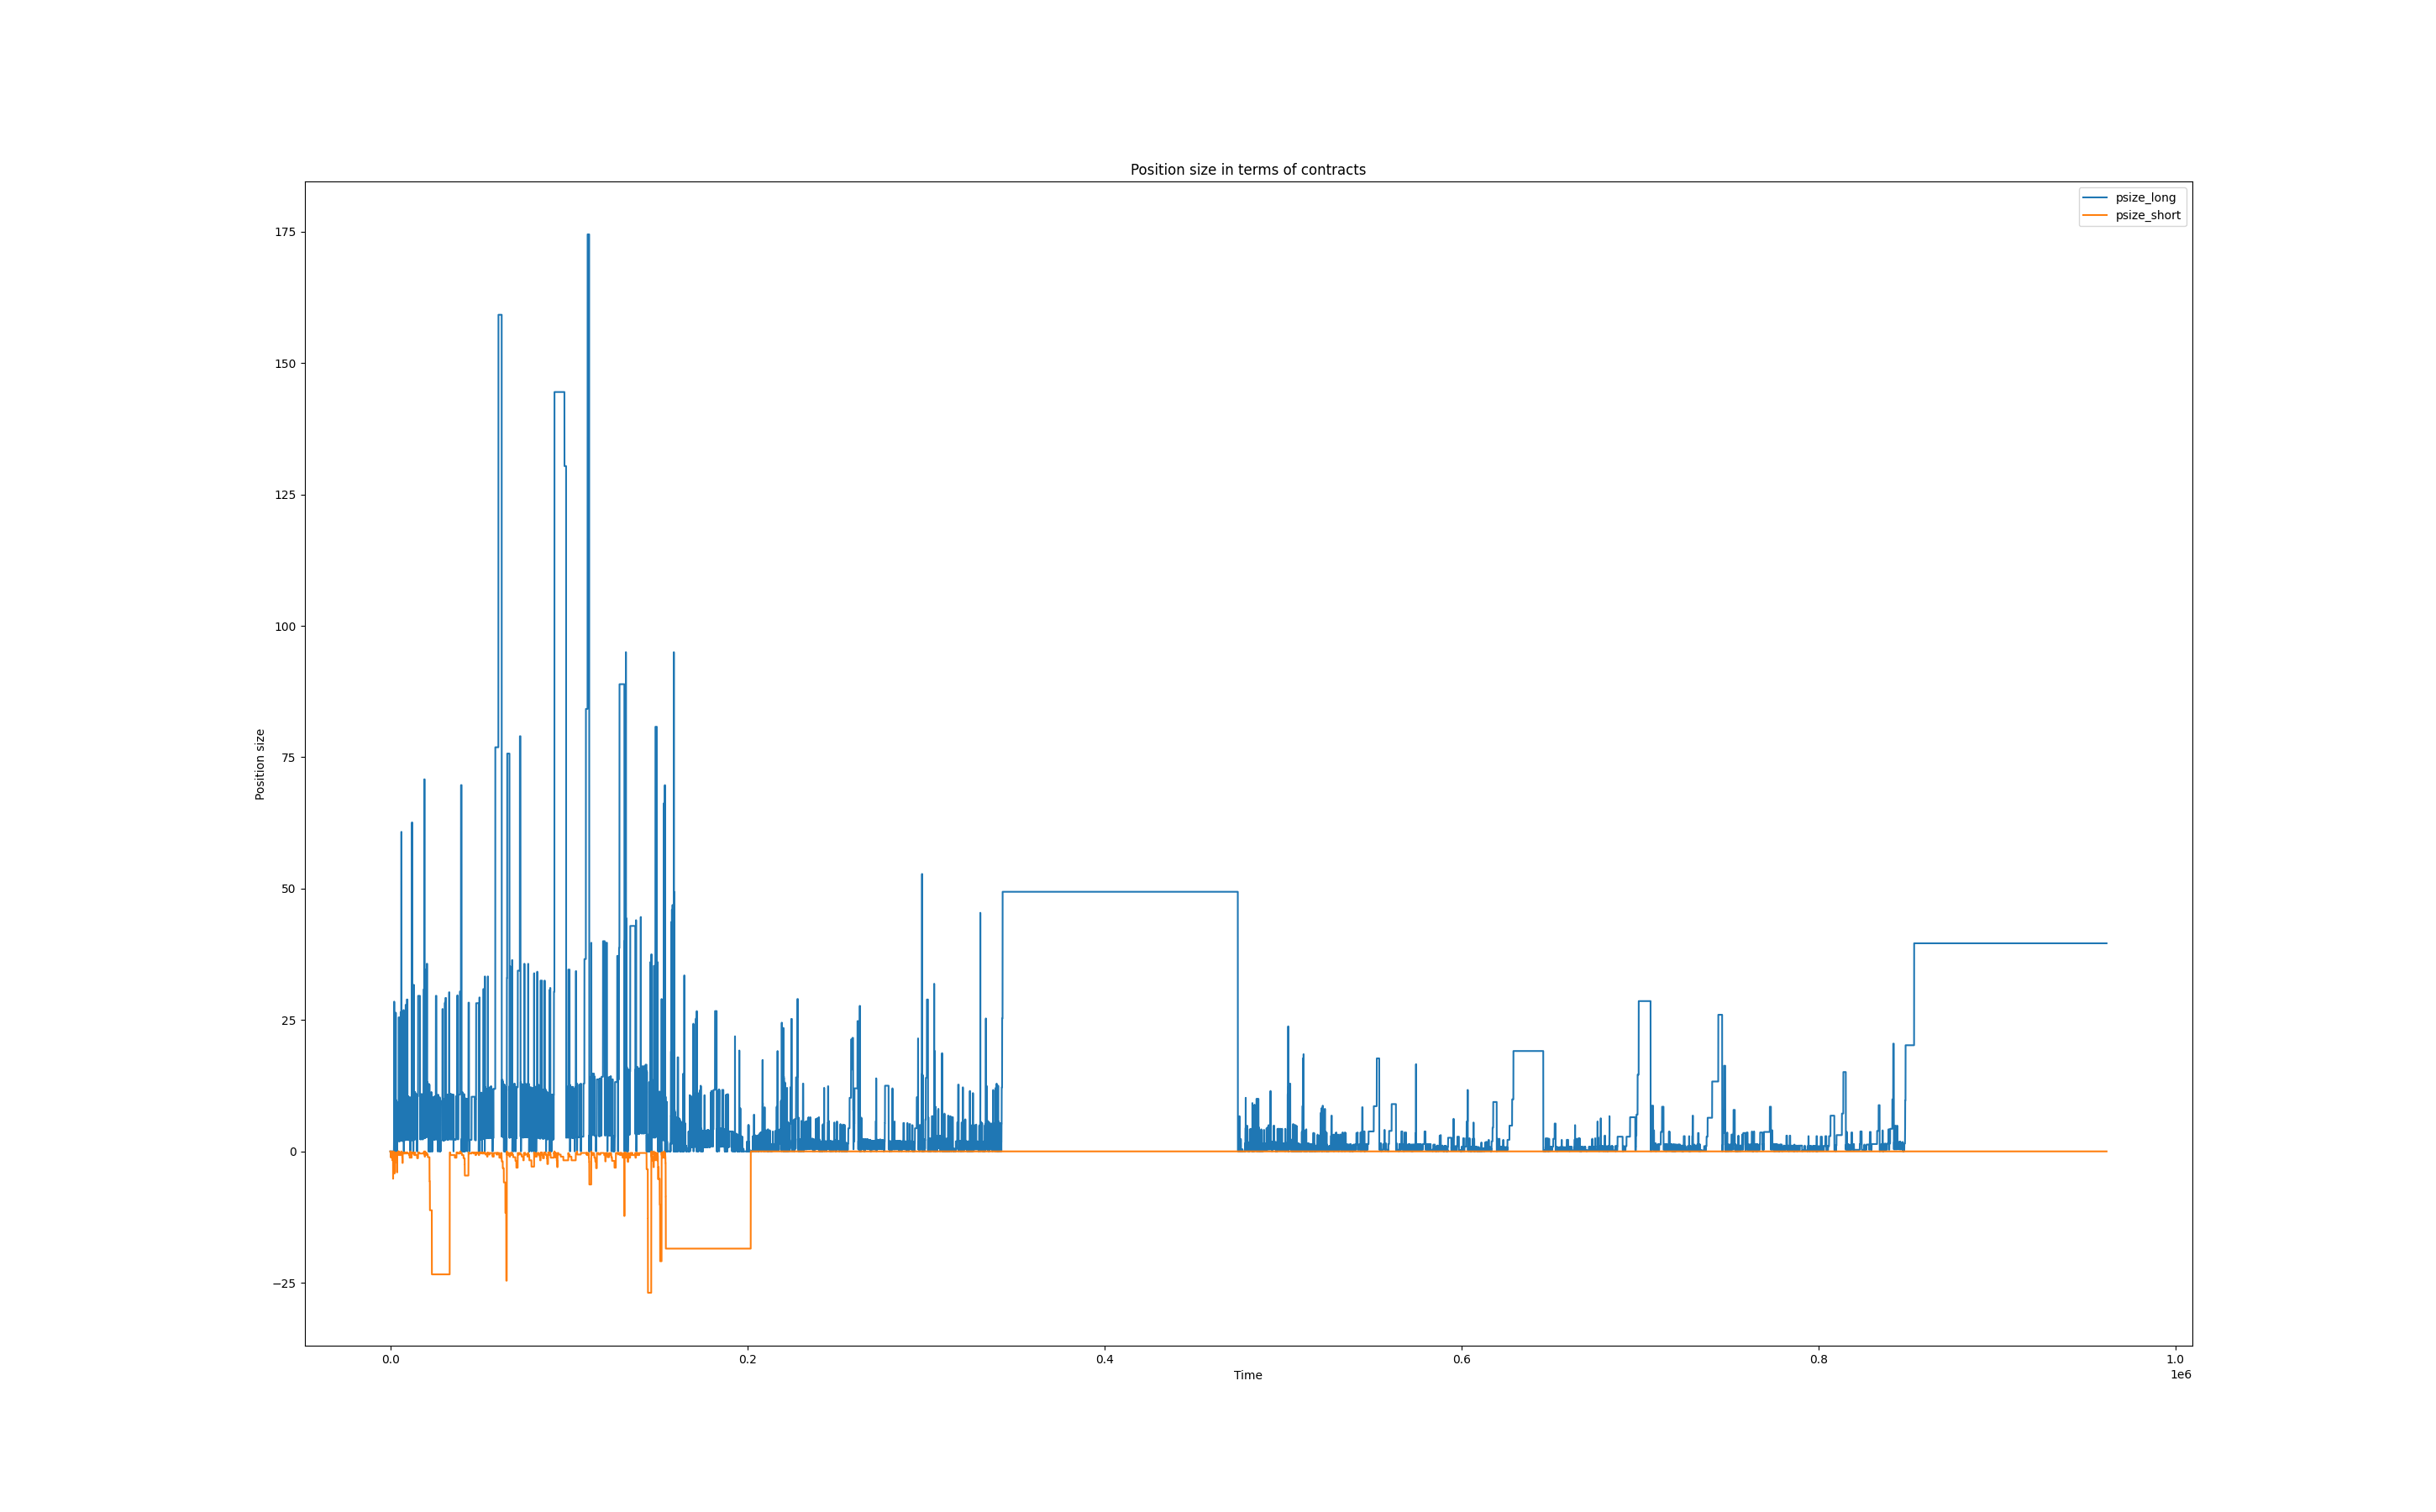 Position size in terms of contracts
psize_long
psize_short
175
150
125
100
75
50
25
0
−25
Position size
0.0
0.2
0.4
0.6
0.8
1.0
Time
1e6